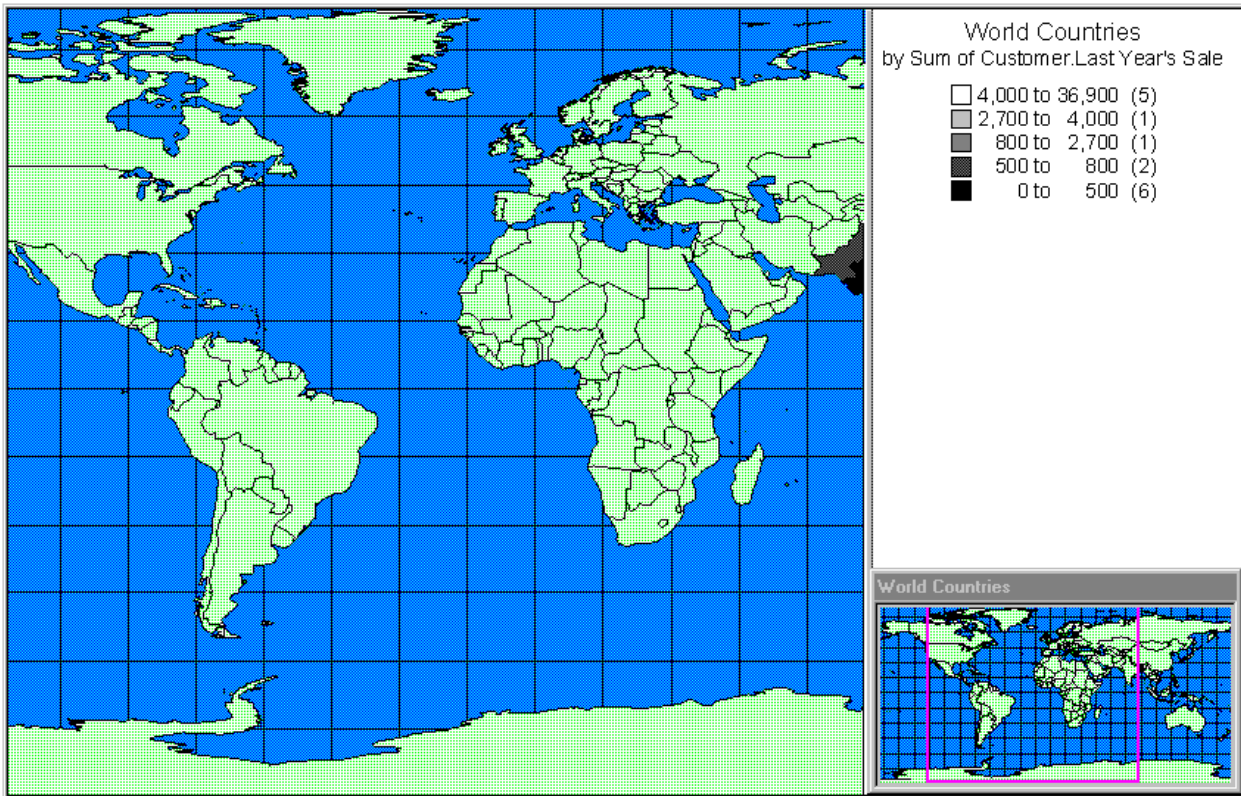 World Countries
by Sum of Customer.Last Year's Sale
4,000 to 36,900 (5)
2,700 to 4,000 (1)
800 to 2,700 (1)
500 to 800 (2)
0 to 500 (6)
World Countries